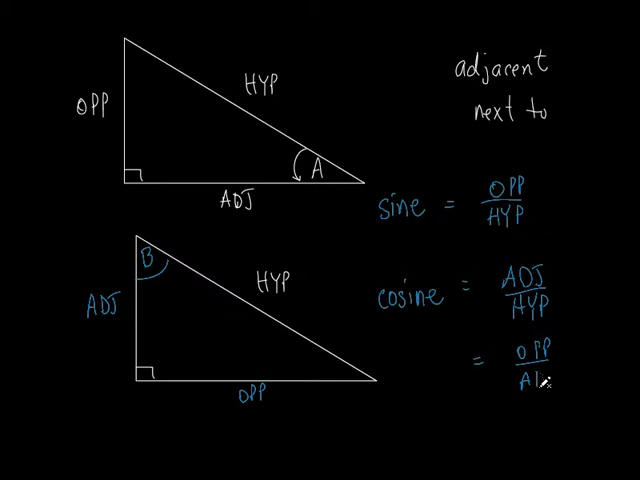 adjacent
next to
OPP
HYP
A
ADJ
sine = OPP/HYP
B
ADJ
HYP
OPP
cosine = ADJ/HYP
= OPP/A